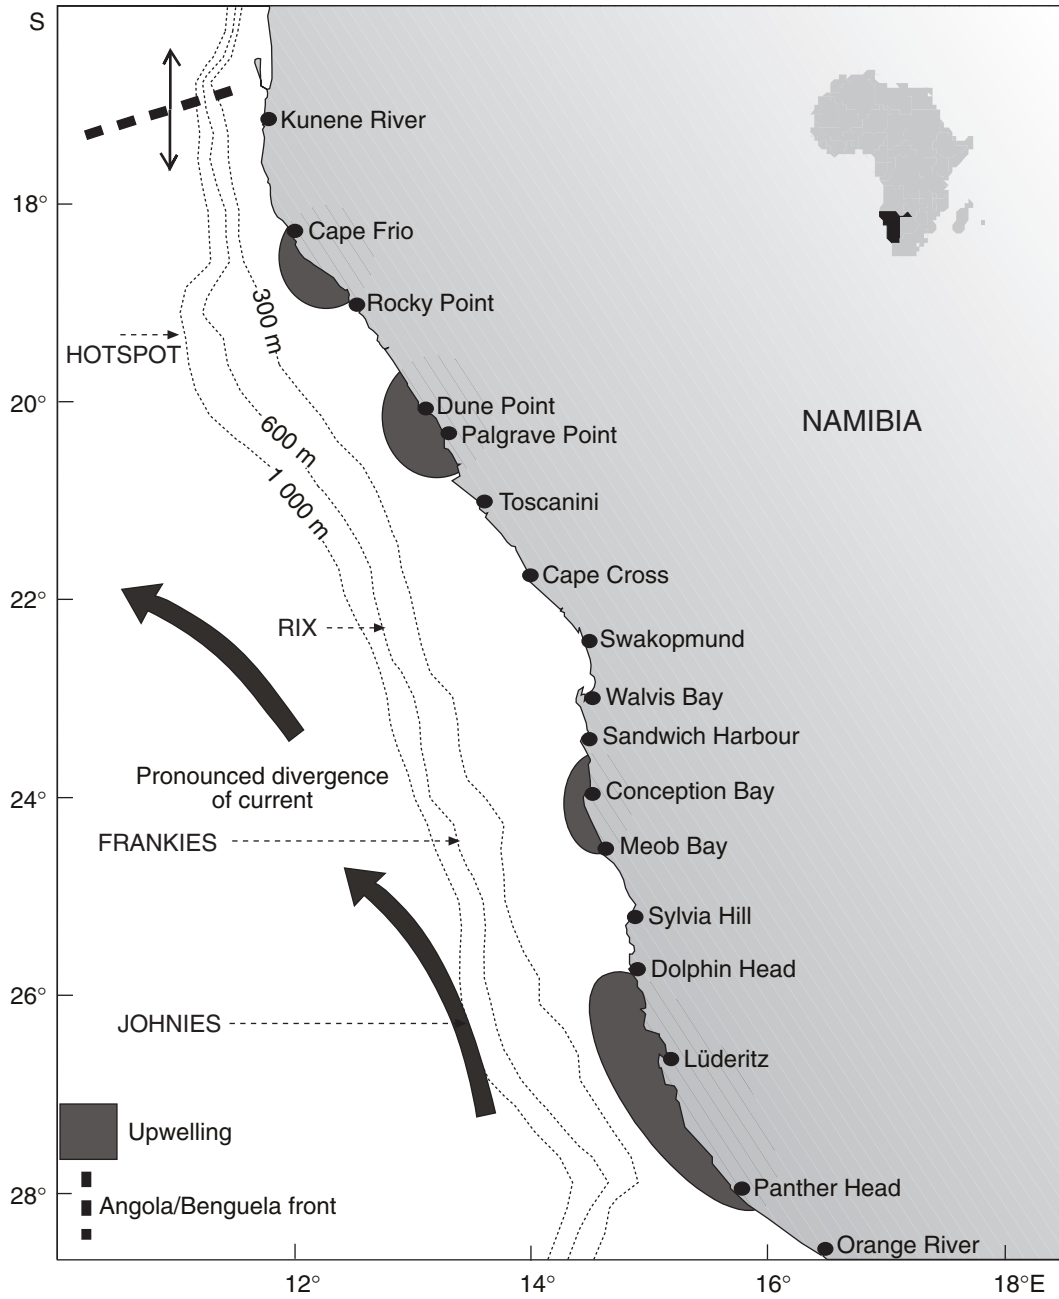 S
Kunene River
18°
Cape Frio
Rocky Point
300 m
HOTSPOT
20°
Dune Point
NAMIBIA
Palgrave Point
600 m
1 000 m
Toscanini
Cape Cross
22°
RIX
Swakopmund
Walvis Bay
Sandwich Harbour
Pronounced divergence
of current
Conception Bay
24°
FRANKIES
Meob Bay
Sylvia Hill
Dolphin Head
26°
JOHNIES
Lüderitz
Upwelling
Panther Head
28°
Angola/Benguela front
Orange River
12°
14°
16°
18°E